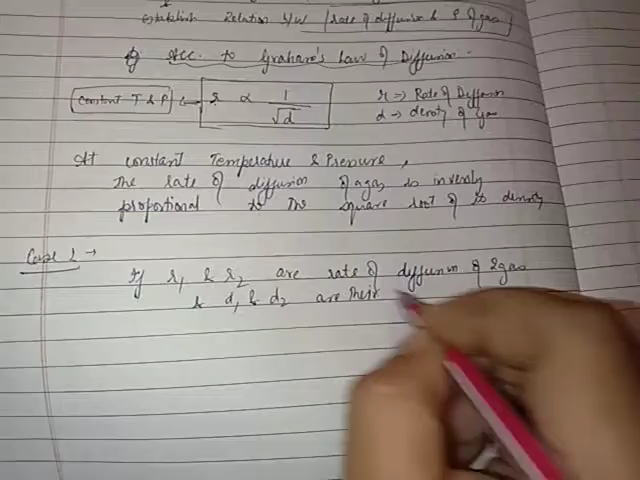 establish Relation b/w (rate of diffusion & P of gas)
Q Acc. to Graham's Law of Diffusion.
Constant T & P ← r ∝ 1/√d r => Rate of Diffusion
d -> density of gas
At constant Temperature & Pressure,
The rate of diffusion of a gas is inversely
proportional to the square root of its density
Case 1 →
If r₁ & r₂ are rate of diffusion of 2 gas
& d₁ & d₂ are their